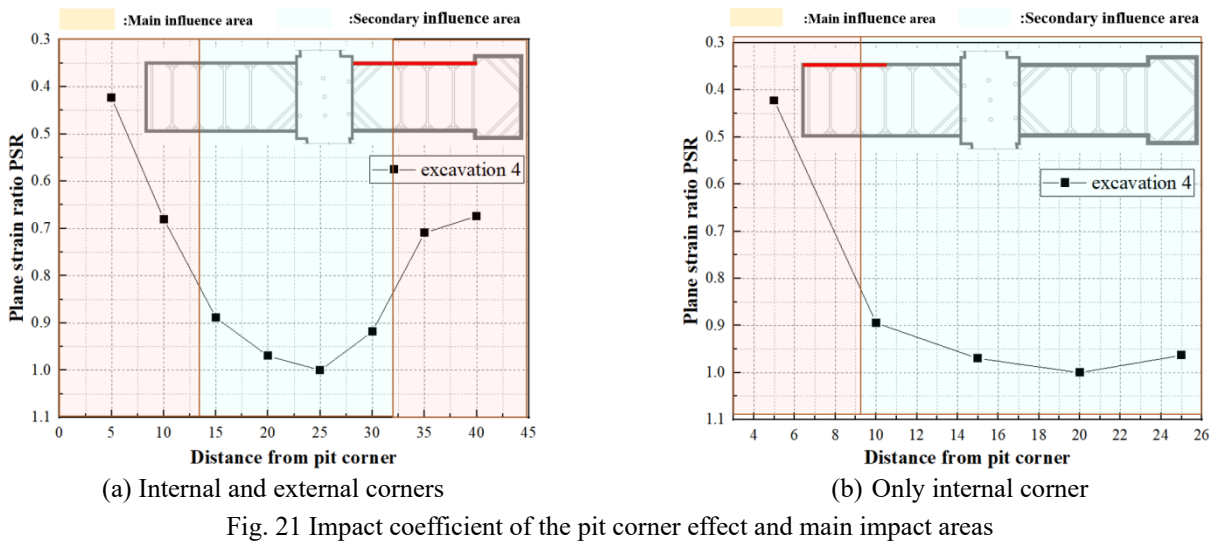 :Main influence area
:Secondary influence area
0.3
0.4
0.5
0.6
0.7
0.8
0.9
1.0
1.1
Plane strain ratio PSR
excavation 4
0 5 10 15 20 25 30 35 40 45
Distance from pit corner
(a) Internal and external corners
:Main influence area
:Secondary influence area
0.3
0.4
0.5
0.6
0.7
0.8
0.9
1.0
1.1
Plane strain ratio PSR
excavation 4
4 6 8 10 12 14 16 18 20 22 24 26
Distance from pit corner
(b) Only internal corner
Fig. 21 Impact coefficient of the pit corner effect and main impact areas